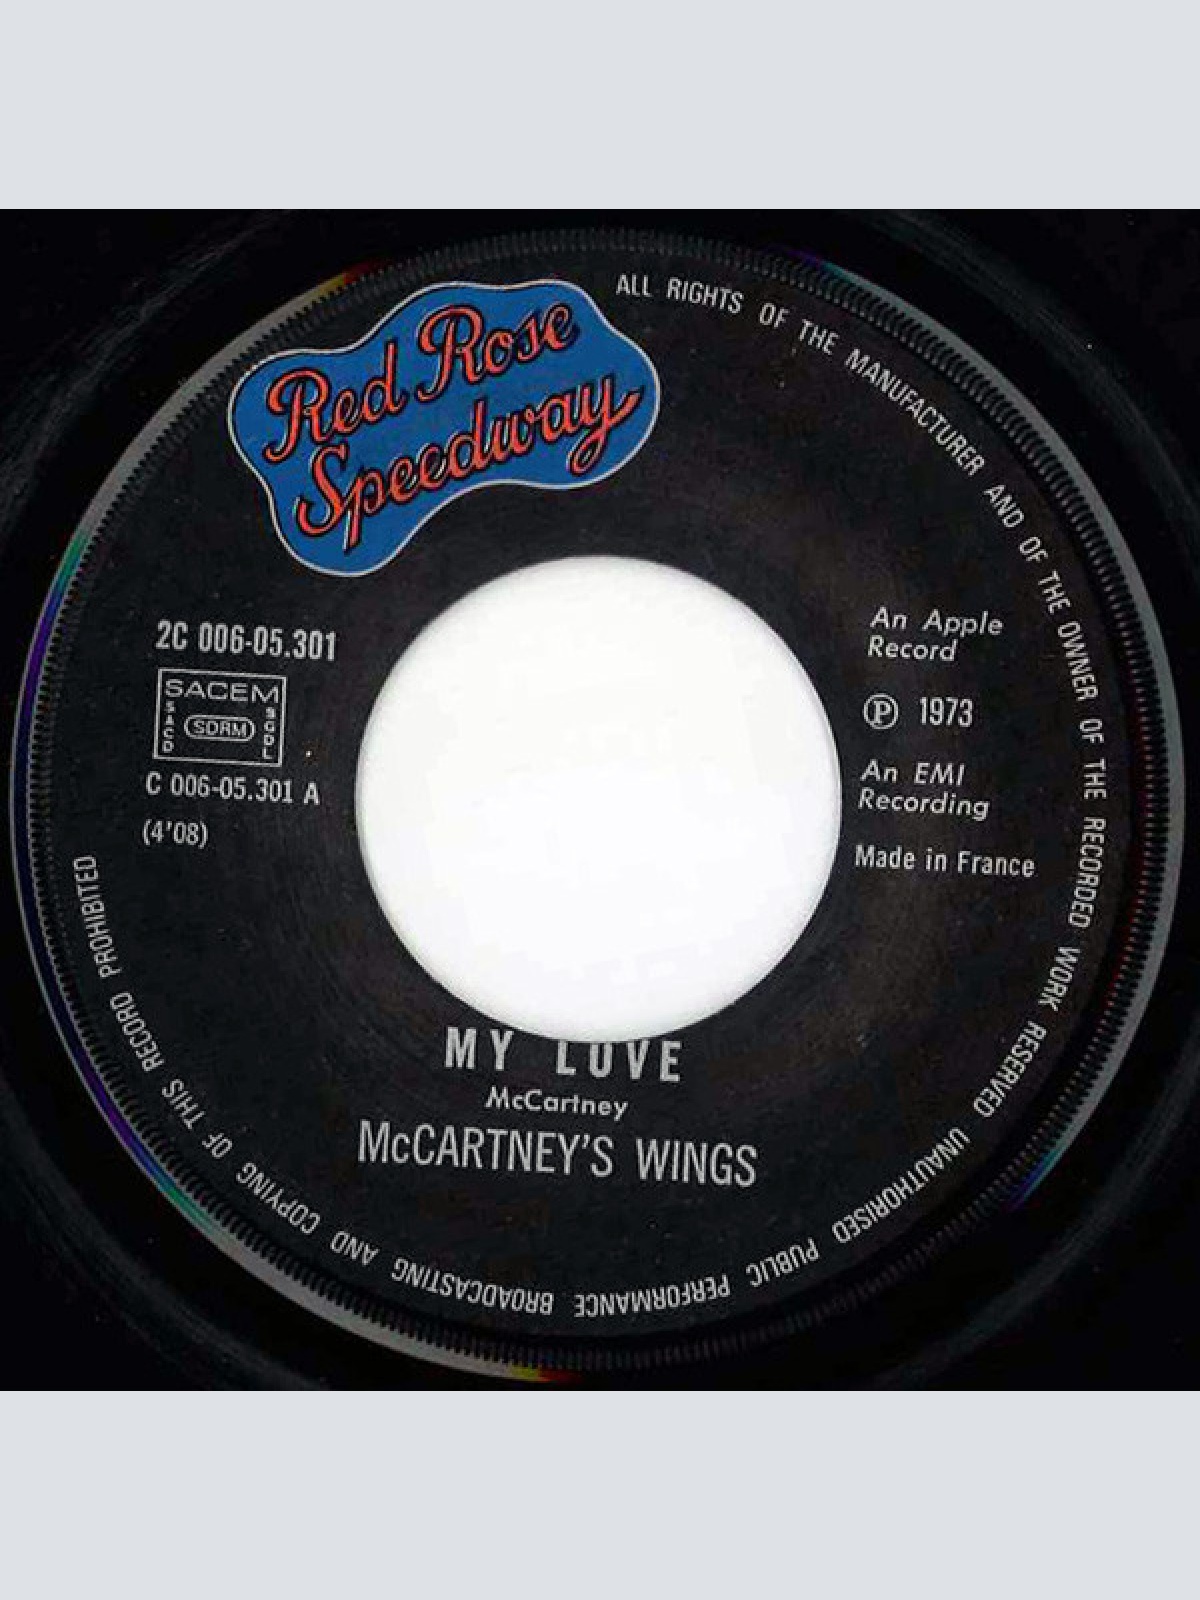 Red Rose
Speedway
2C 006-05.301
SACEM
SACD
SDRM
SGDL
C 006-05.301 A
(4'08)
An Apple
Record
Ⓟ 1973
An EMI
Recording
Made in France
MY LOVE
McCartney
McCARTNEY'S WINGS
ALL RIGHTS OF THE MANUFACTURER AND OF THE OWNER OF THE RECORDED WORK RESERVED UNAUTHORISED PUBLIC PERFORMANCE BROADCASTING AND COPYING OF THIS RECORD PROHIBITED